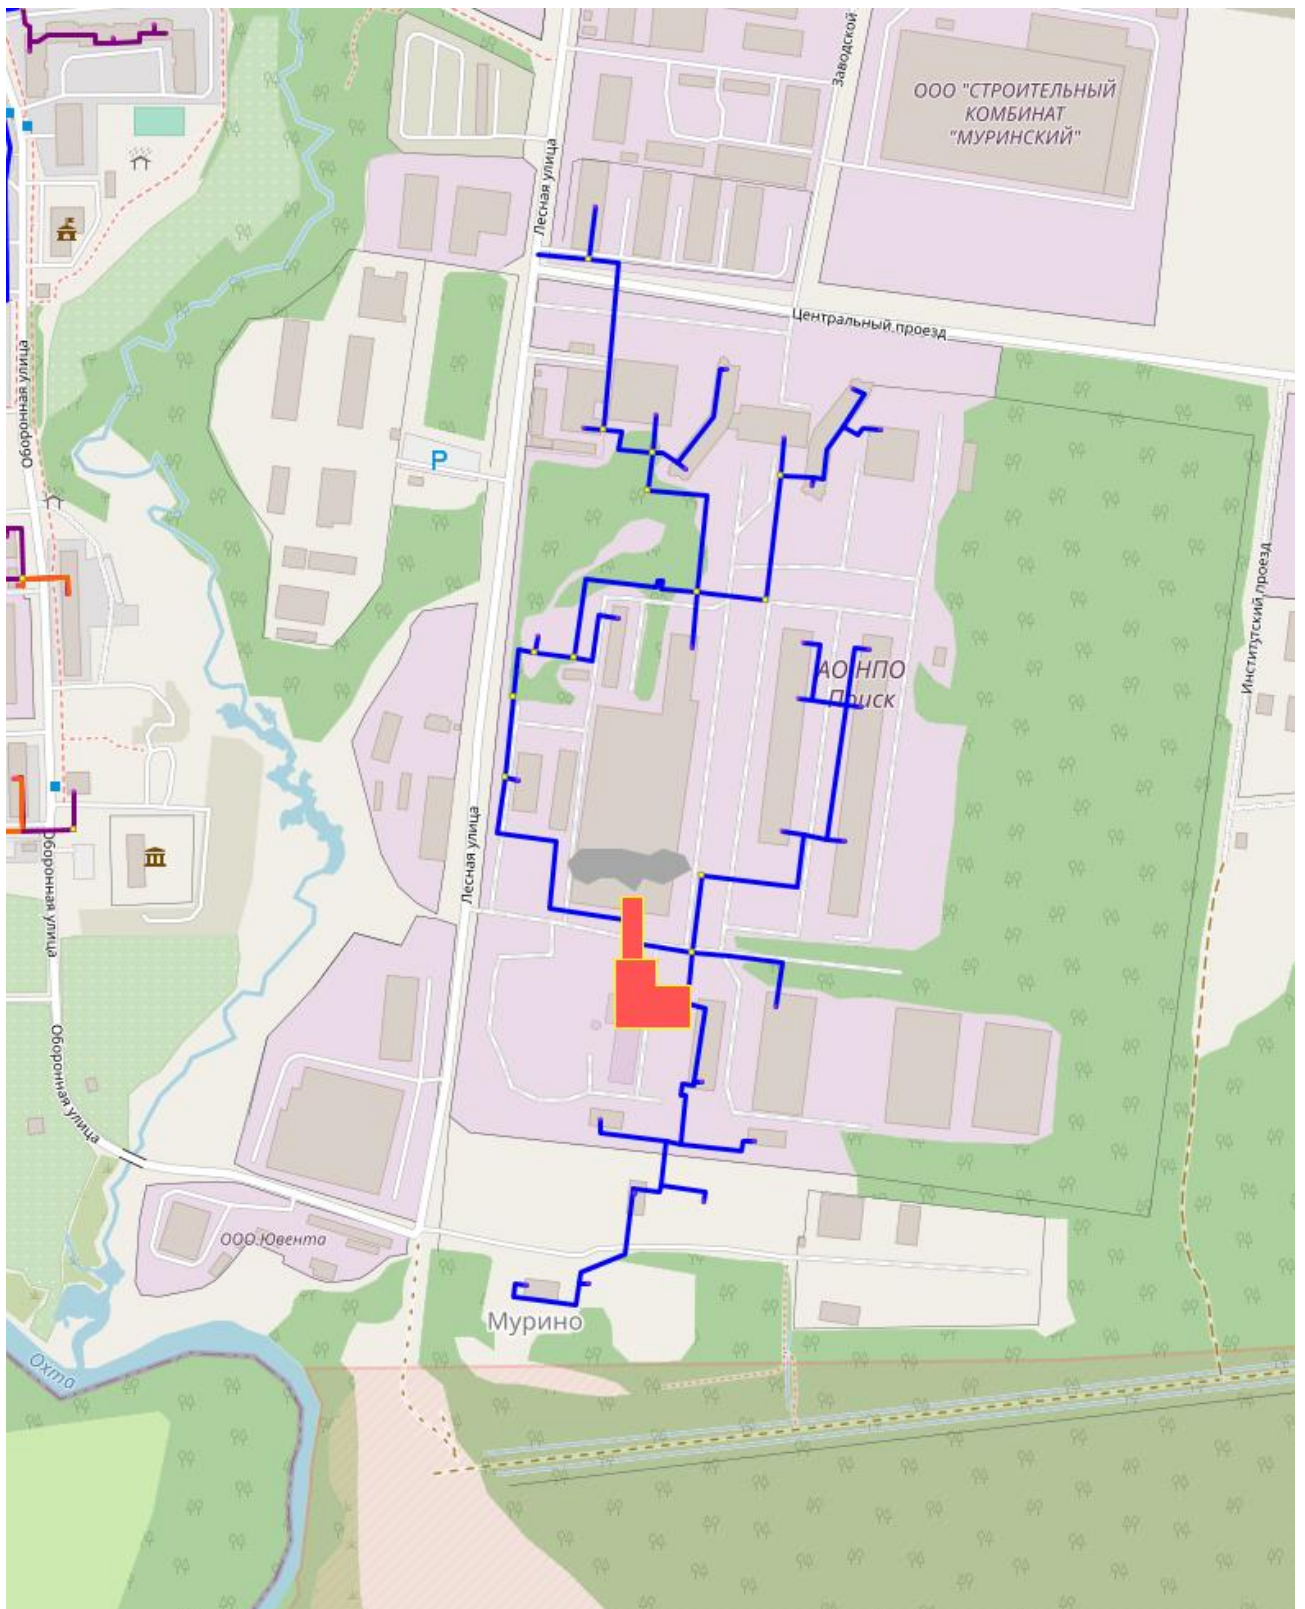 Заводской
ООО "СТРОИТЕЛЬНЫЙ
КОМБИНАТ
"МУРИНСКИЙ"
Лесная улица
Центральный проезд
Оборонная улица
P
Институтский проезд
АО НПО
Поиск
Лесная улица
Оборонная улица
Оборонная улица
ООО Ювента
Мурино
Охта